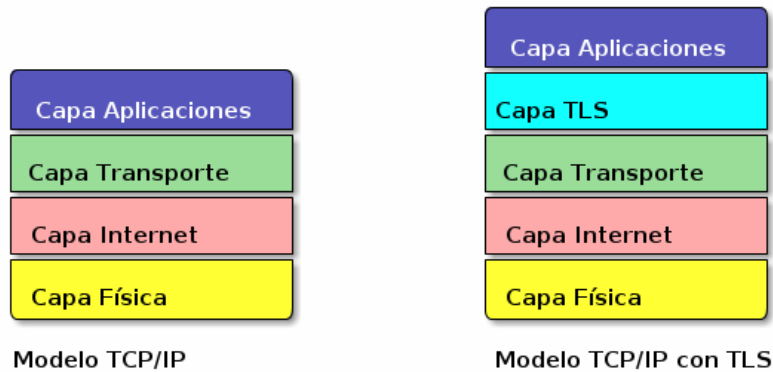 Capa Aplicaciones
Capa Transporte
Capa Internet
Capa Física
Modelo TCP/IP
Capa Aplicaciones
Capa TLS
Capa Transporte
Capa Internet
Capa Física
Modelo TCP/IP con TLS